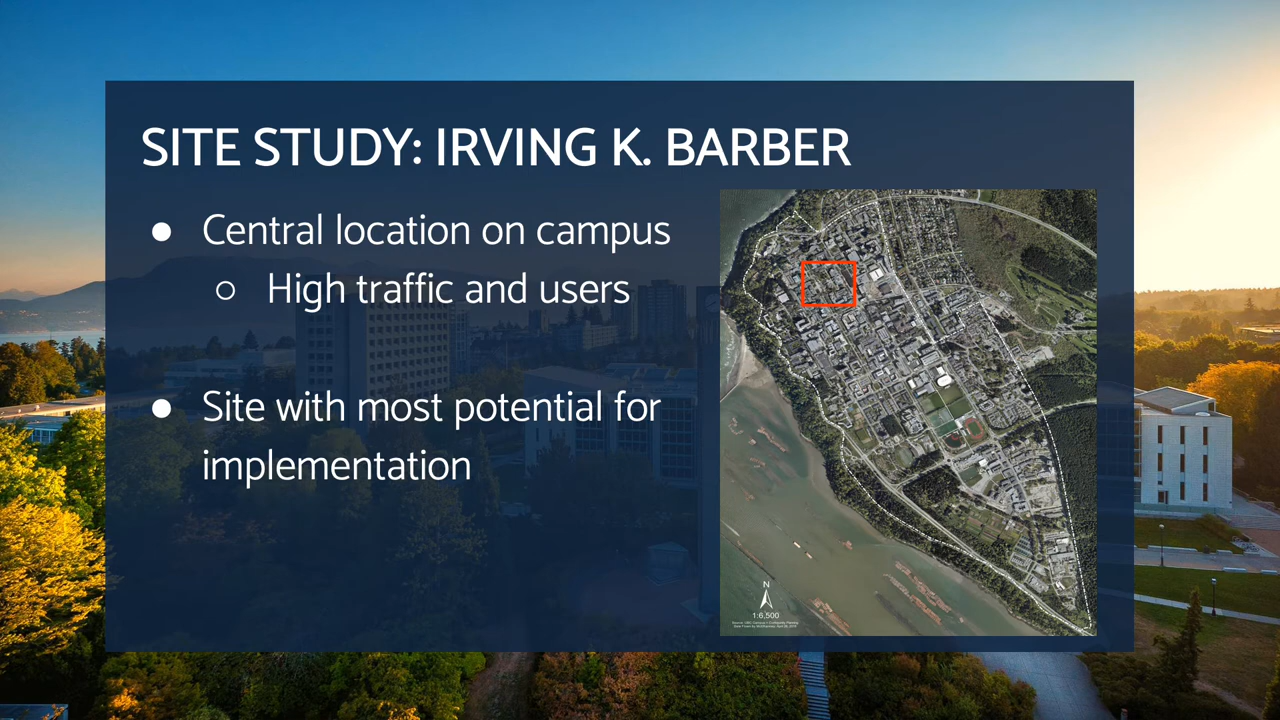 SITE STUDY: IRVING K. BARBER
● Central location on campus
○ High traffic and users
● Site with most potential for
implementation
N
1:6,500